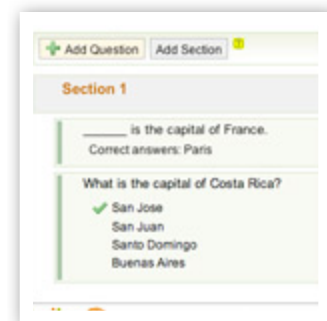 Add Question Add Section ?
Section 1
______ is the capital of France.
Correct answers: Paris
What is the capital of Costa Rica?
San Jose
San Juan
Santo Domingo
Buenas Aires